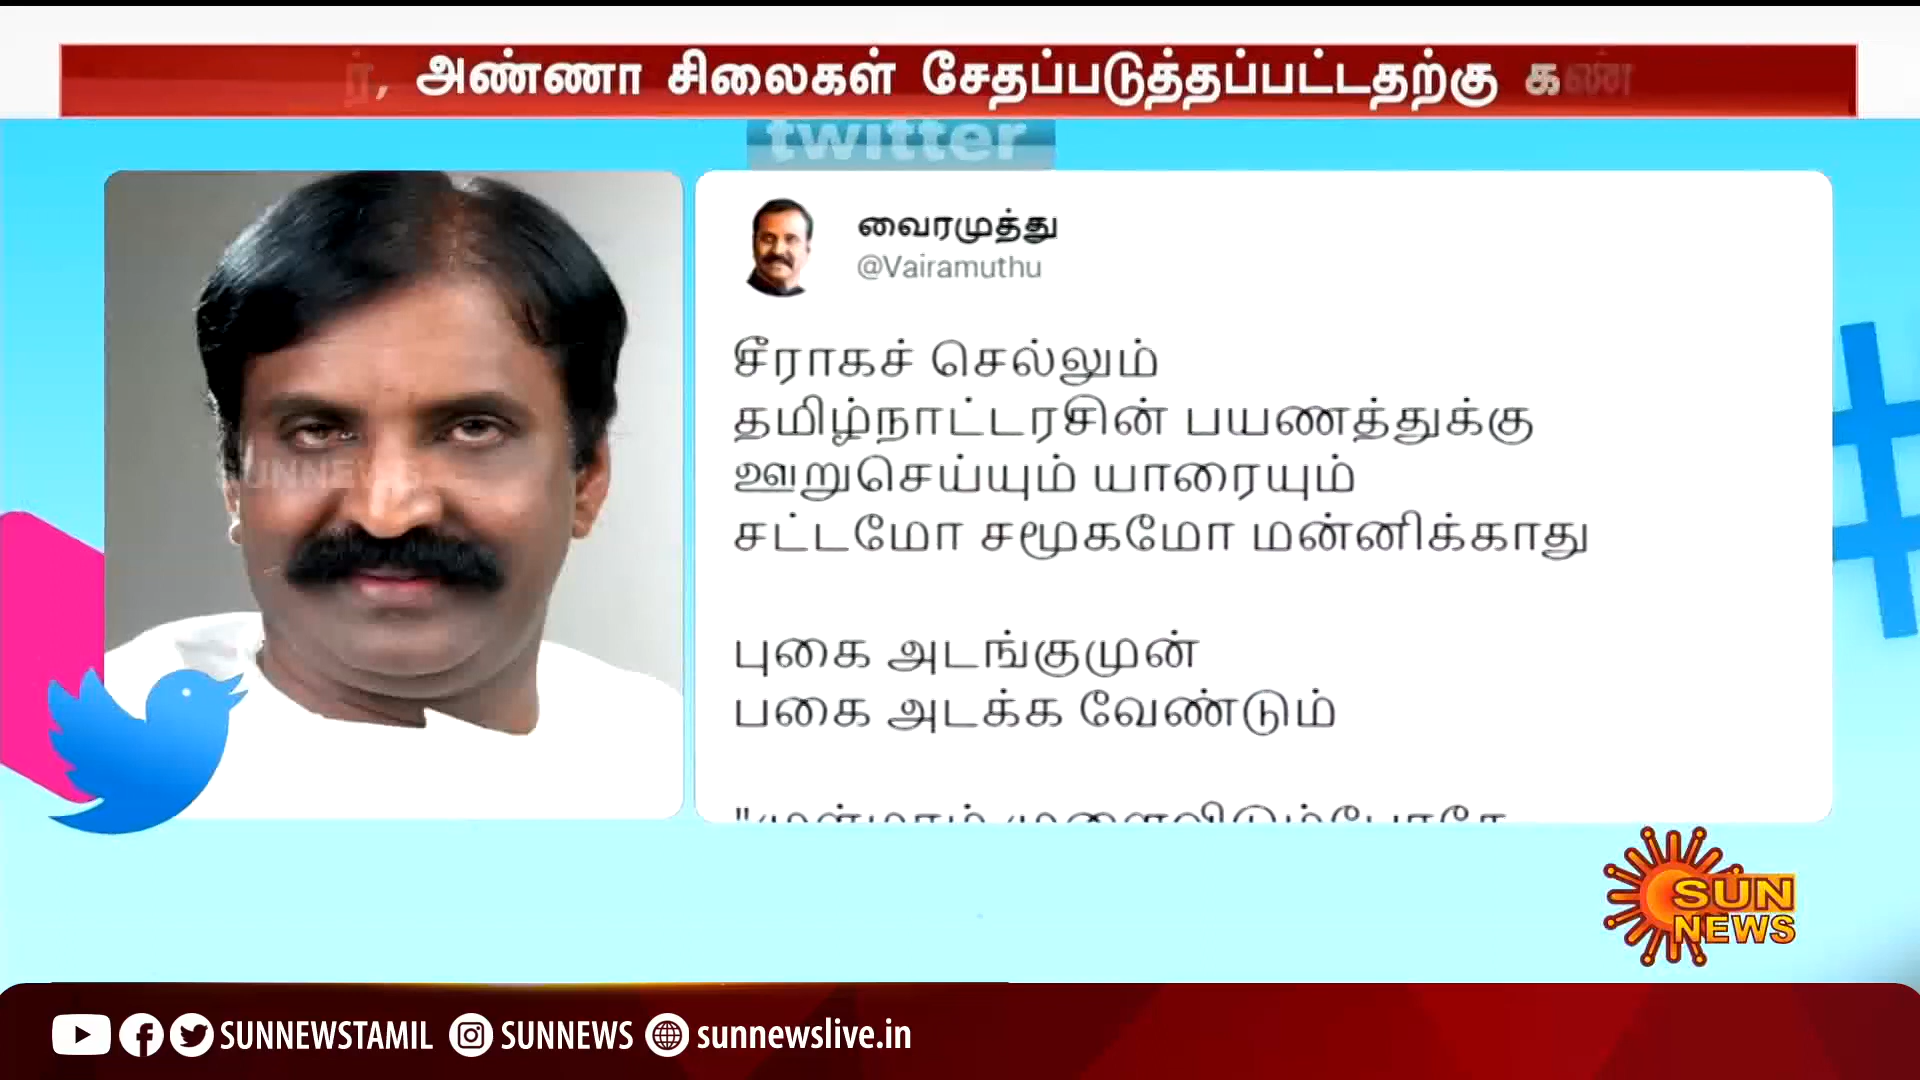 அண்ணா சிலைகள் சேதப்படுத்தப்பட்டதற்கு
twitter
வைரமுத்து
@Vairamuthu
சீராகச் செல்லும்
தமிழ்நாட்டரசின் பயணத்துக்கு
ஊறுசெய்யும் யாரையும்
சட்டமோ சமூகமோ மன்னிக்காது
புகை அடங்குமுன்
பகை அடக்க வேண்டும்
SUNNEWS
SUN
NEWS
SUNNEWSTAMIL SUNNEWS sunnewslive.in